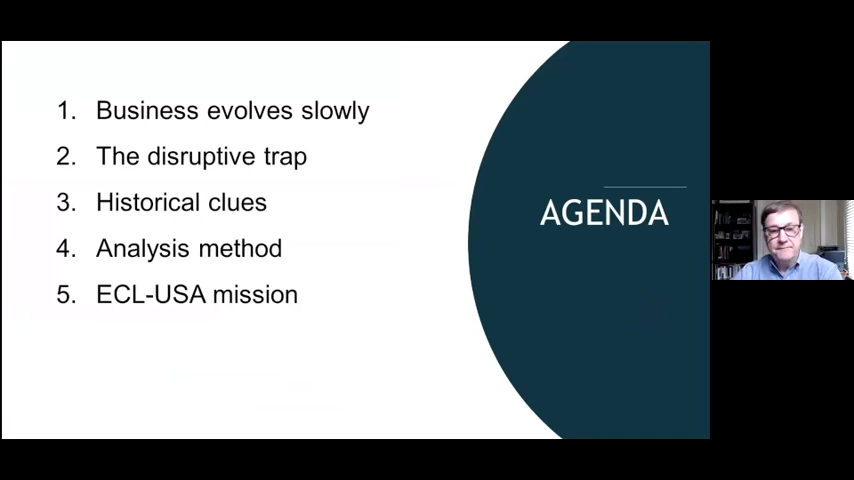 1. Business evolves slowly
2. The disruptive trap
3. Historical clues
4. Analysis method
5. ECL-USA mission
AGENDA